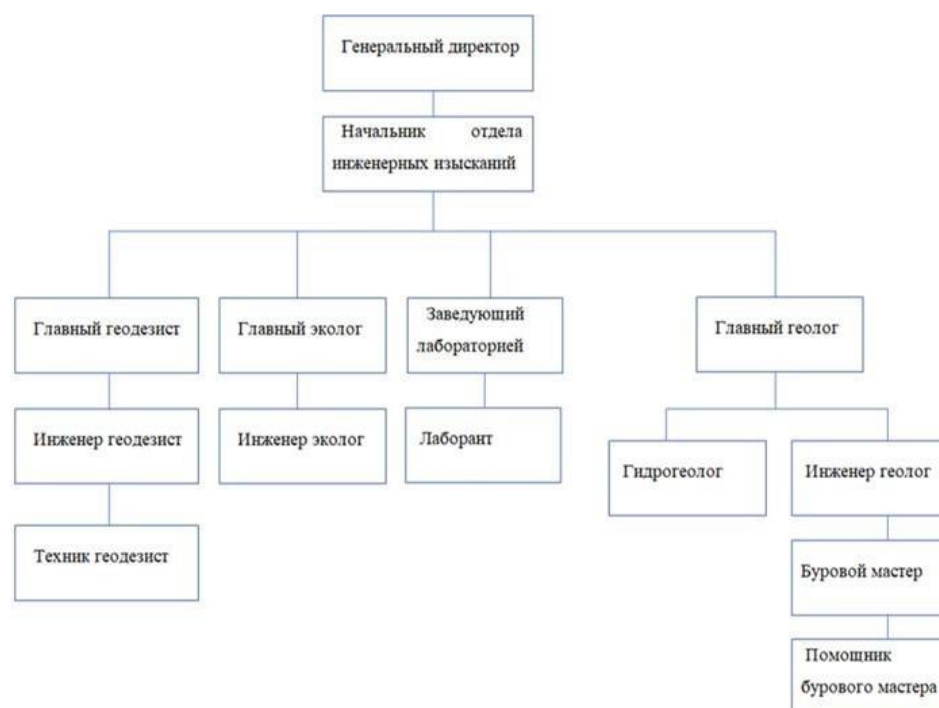 Генеральный директор
Начальник отдела
инженерных изысканий
Главный геодезист
Главный эколог
Заведующий
лабораторией
Главный геолог
Инженер геодезист
Инженер эколог
Лаборант
Гидрогеолог
Инженер геолог
Техник геодезист
Буровой мастер
Помощник
бурового мастера